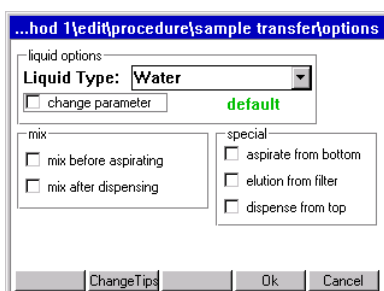 ...hod 1\edit\procedure\sample transfer\options
liquid options
Liquid Type: Water
change parameter default
mix
mix before aspirating
mix after dispensing
special
aspirate from bottom
elution from filter
dispense from top
ChangeTips Ok Cancel